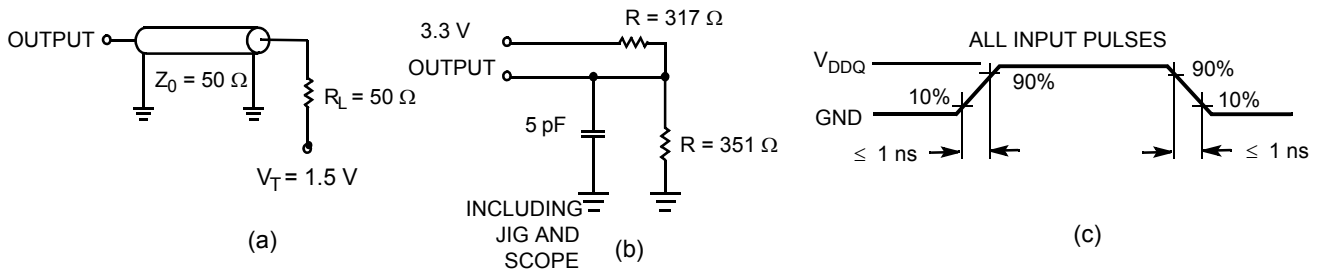 OUTPUT
Z0 = 50 Ω
RL = 50 Ω
VT = 1.5 V
(a)
3.3 V
R = 317 Ω
OUTPUT
5 pF
R = 351 Ω
INCLUDING
JIG AND
SCOPE
(b)
ALL INPUT PULSES
VDDQ
GND
10%
90%
90%
10%
≤ 1 ns
≤ 1 ns
(c)